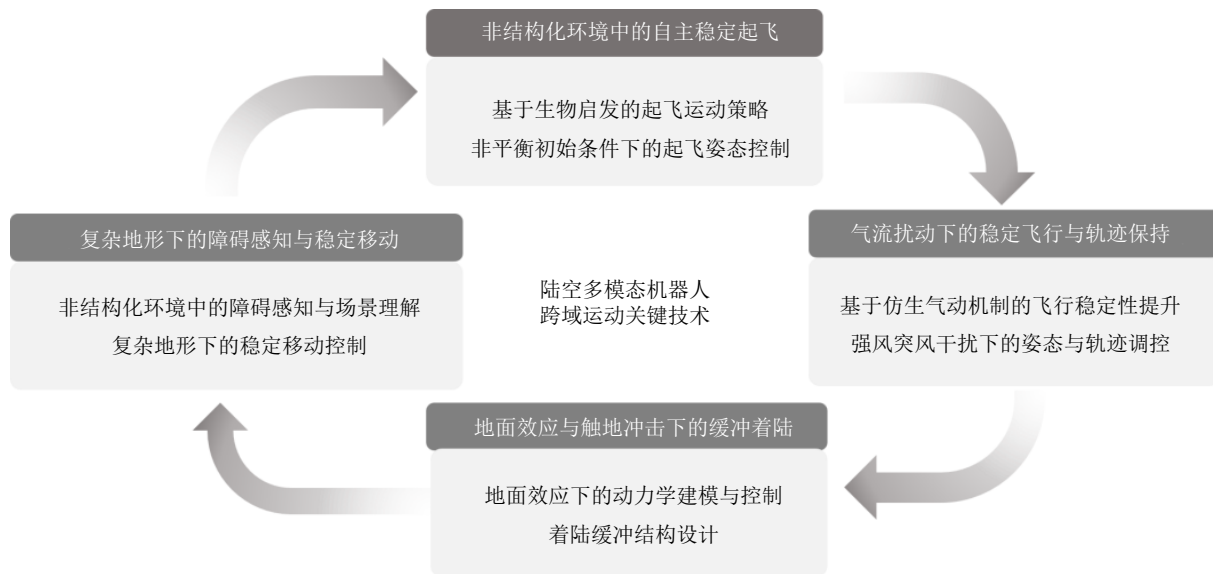 非结构化环境中的自主稳定起飞
基于生物启发的起飞运动策略
非平衡初始条件下的起飞姿态控制
复杂地形下的障碍感知与稳定移动
非结构化环境中的障碍感知与场景理解
复杂地形下的稳定移动控制
陆空多模态机器人
跨域运动关键技术
气流扰动下的稳定飞行与轨迹保持
基于仿生气动机制的飞行稳定性提升
强风突风干扰下的姿态与轨迹调控
地面效应与触地冲击下的缓冲着陆
地面效应下的动力学建模与控制
着陆缓冲结构设计